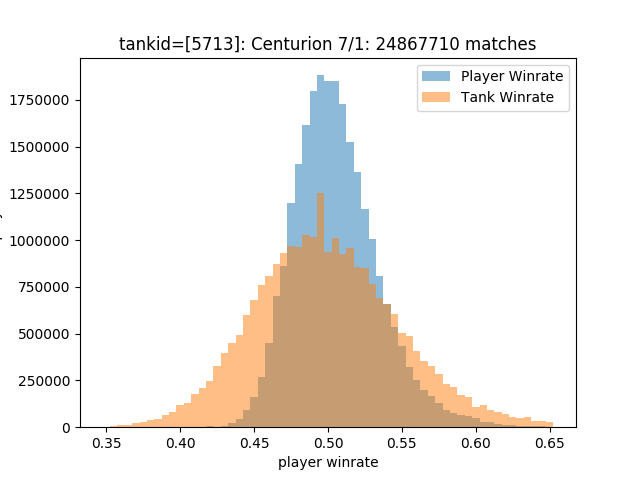 tankid=[5713]: Centurion 7/1: 24867710 matches
Player Winrate
Tank Winrate
1750000
1500000
1250000
1000000
750000
500000
250000
0
0.35 0.40 0.45 0.50 0.55 0.60 0.65
player winrate